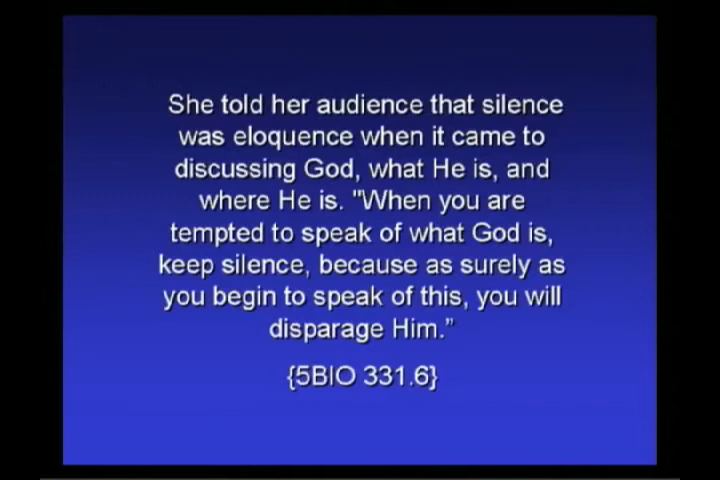 She told her audience that silence
was eloquence when it came to
discussing God, what He is, and
where He is. "When you are
tempted to speak of what God is,
keep silence, because as surely as
you begin to speak of this, you will
disparage Him.”
{5BIO 331.6}